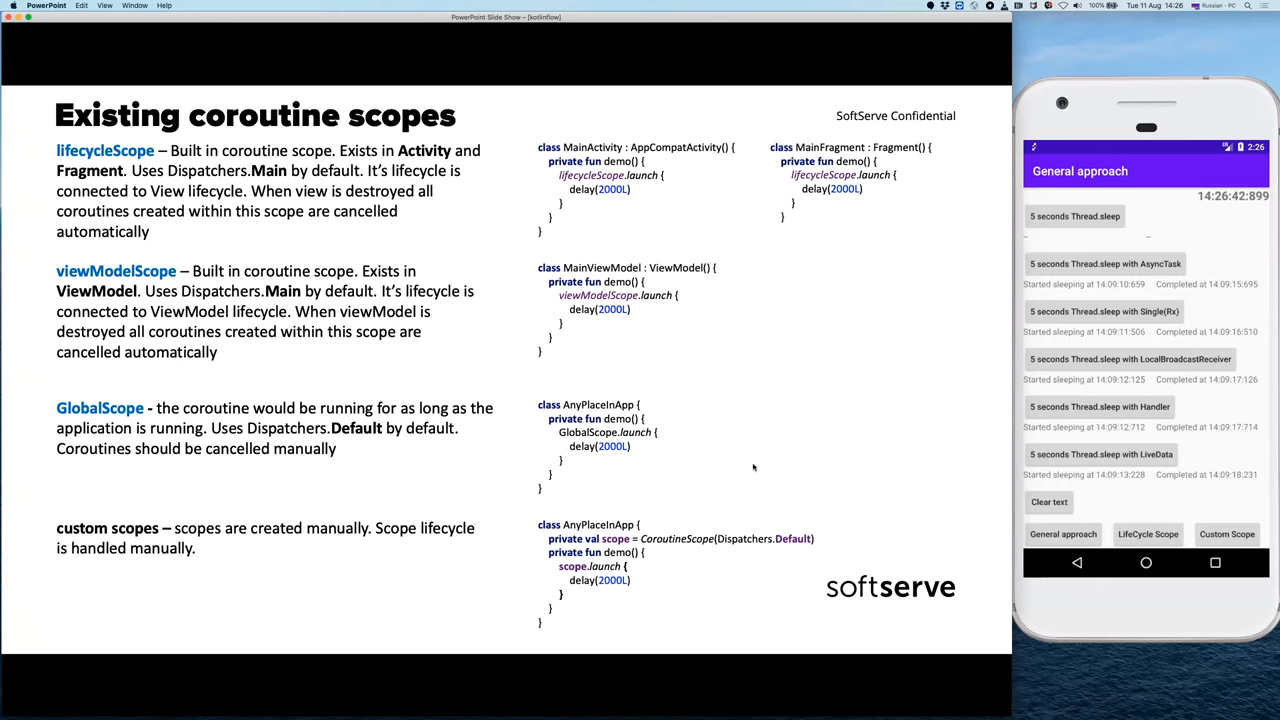 PowerPoint Edit View Window Help
100% Tue 11 Aug 14:26 Russian - PC
PowerPoint Slide Show - [kotlinflow]
Existing coroutine scopes
SoftServe Confidential
lifecycleScope – Built in coroutine scope. Exists in Activity and
Fragment. Uses Dispatchers.Main by default. It's lifecycle is
connected to View lifecycle. When view is destroyed all
coroutines created within this scope are cancelled
automatically
class MainActivity : AppCompatActivity() {
private fun demo() {
lifecycleScope.launch {
delay(2000L)
}
}
}
class MainFragment : Fragment() {
private fun demo() {
lifecycleScope.launch {
delay(2000L)
}
}
viewModelScope – Built in coroutine scope. Exists in
ViewModel. Uses Dispatchers.Main by default. It's lifecycle is
connected to ViewModel lifecycle. When viewModel is
destroyed all coroutines created within this scope are
cancelled automatically
class MainViewModel : ViewModel() {
private fun demo() {
viewModelScope.launch {
delay(2000L)
}
}
}
GlobalScope - the coroutine would be running for as long as the
application is running. Uses Dispatchers.Default by default.
Coroutines should be cancelled manually
class AnyPlaceInApp {
private fun demo() {
GlobalScope.launch {
delay(2000L)
}
}
}
custom scopes – scopes are created manually. Scope lifecycle
is handled manually.
class AnyPlaceInApp {
private val scope = CoroutineScope(Dispatchers.Default)
private fun demo() {
scope.launch {
delay(2000L)
}
}
}
softserve
2:26
General approach
14:26:42:899
5 seconds Thread.sleep
– –
5 seconds Thread.sleep with AsyncTask
Started sleeping at 14:09:10:659 Completed at 14:09:15:695
5 seconds Thread.sleep with Single(Rx)
Started sleeping at 14:09:11:506 Completed at 14:09:16:510
5 seconds Thread.sleep with LocalBroadcastReceiver
Started sleeping at 14:09:12:125 Completed at 14:09:17:126
5 seconds Thread.sleep with Handler
Started sleeping at 14:09:12:712 Completed at 14:09:17:714
5 seconds Thread.sleep with LiveData
Started sleeping at 14:09:13:228 Completed at 14:09:18:231
Clear text
General approach LifeCycle Scope Custom Scope